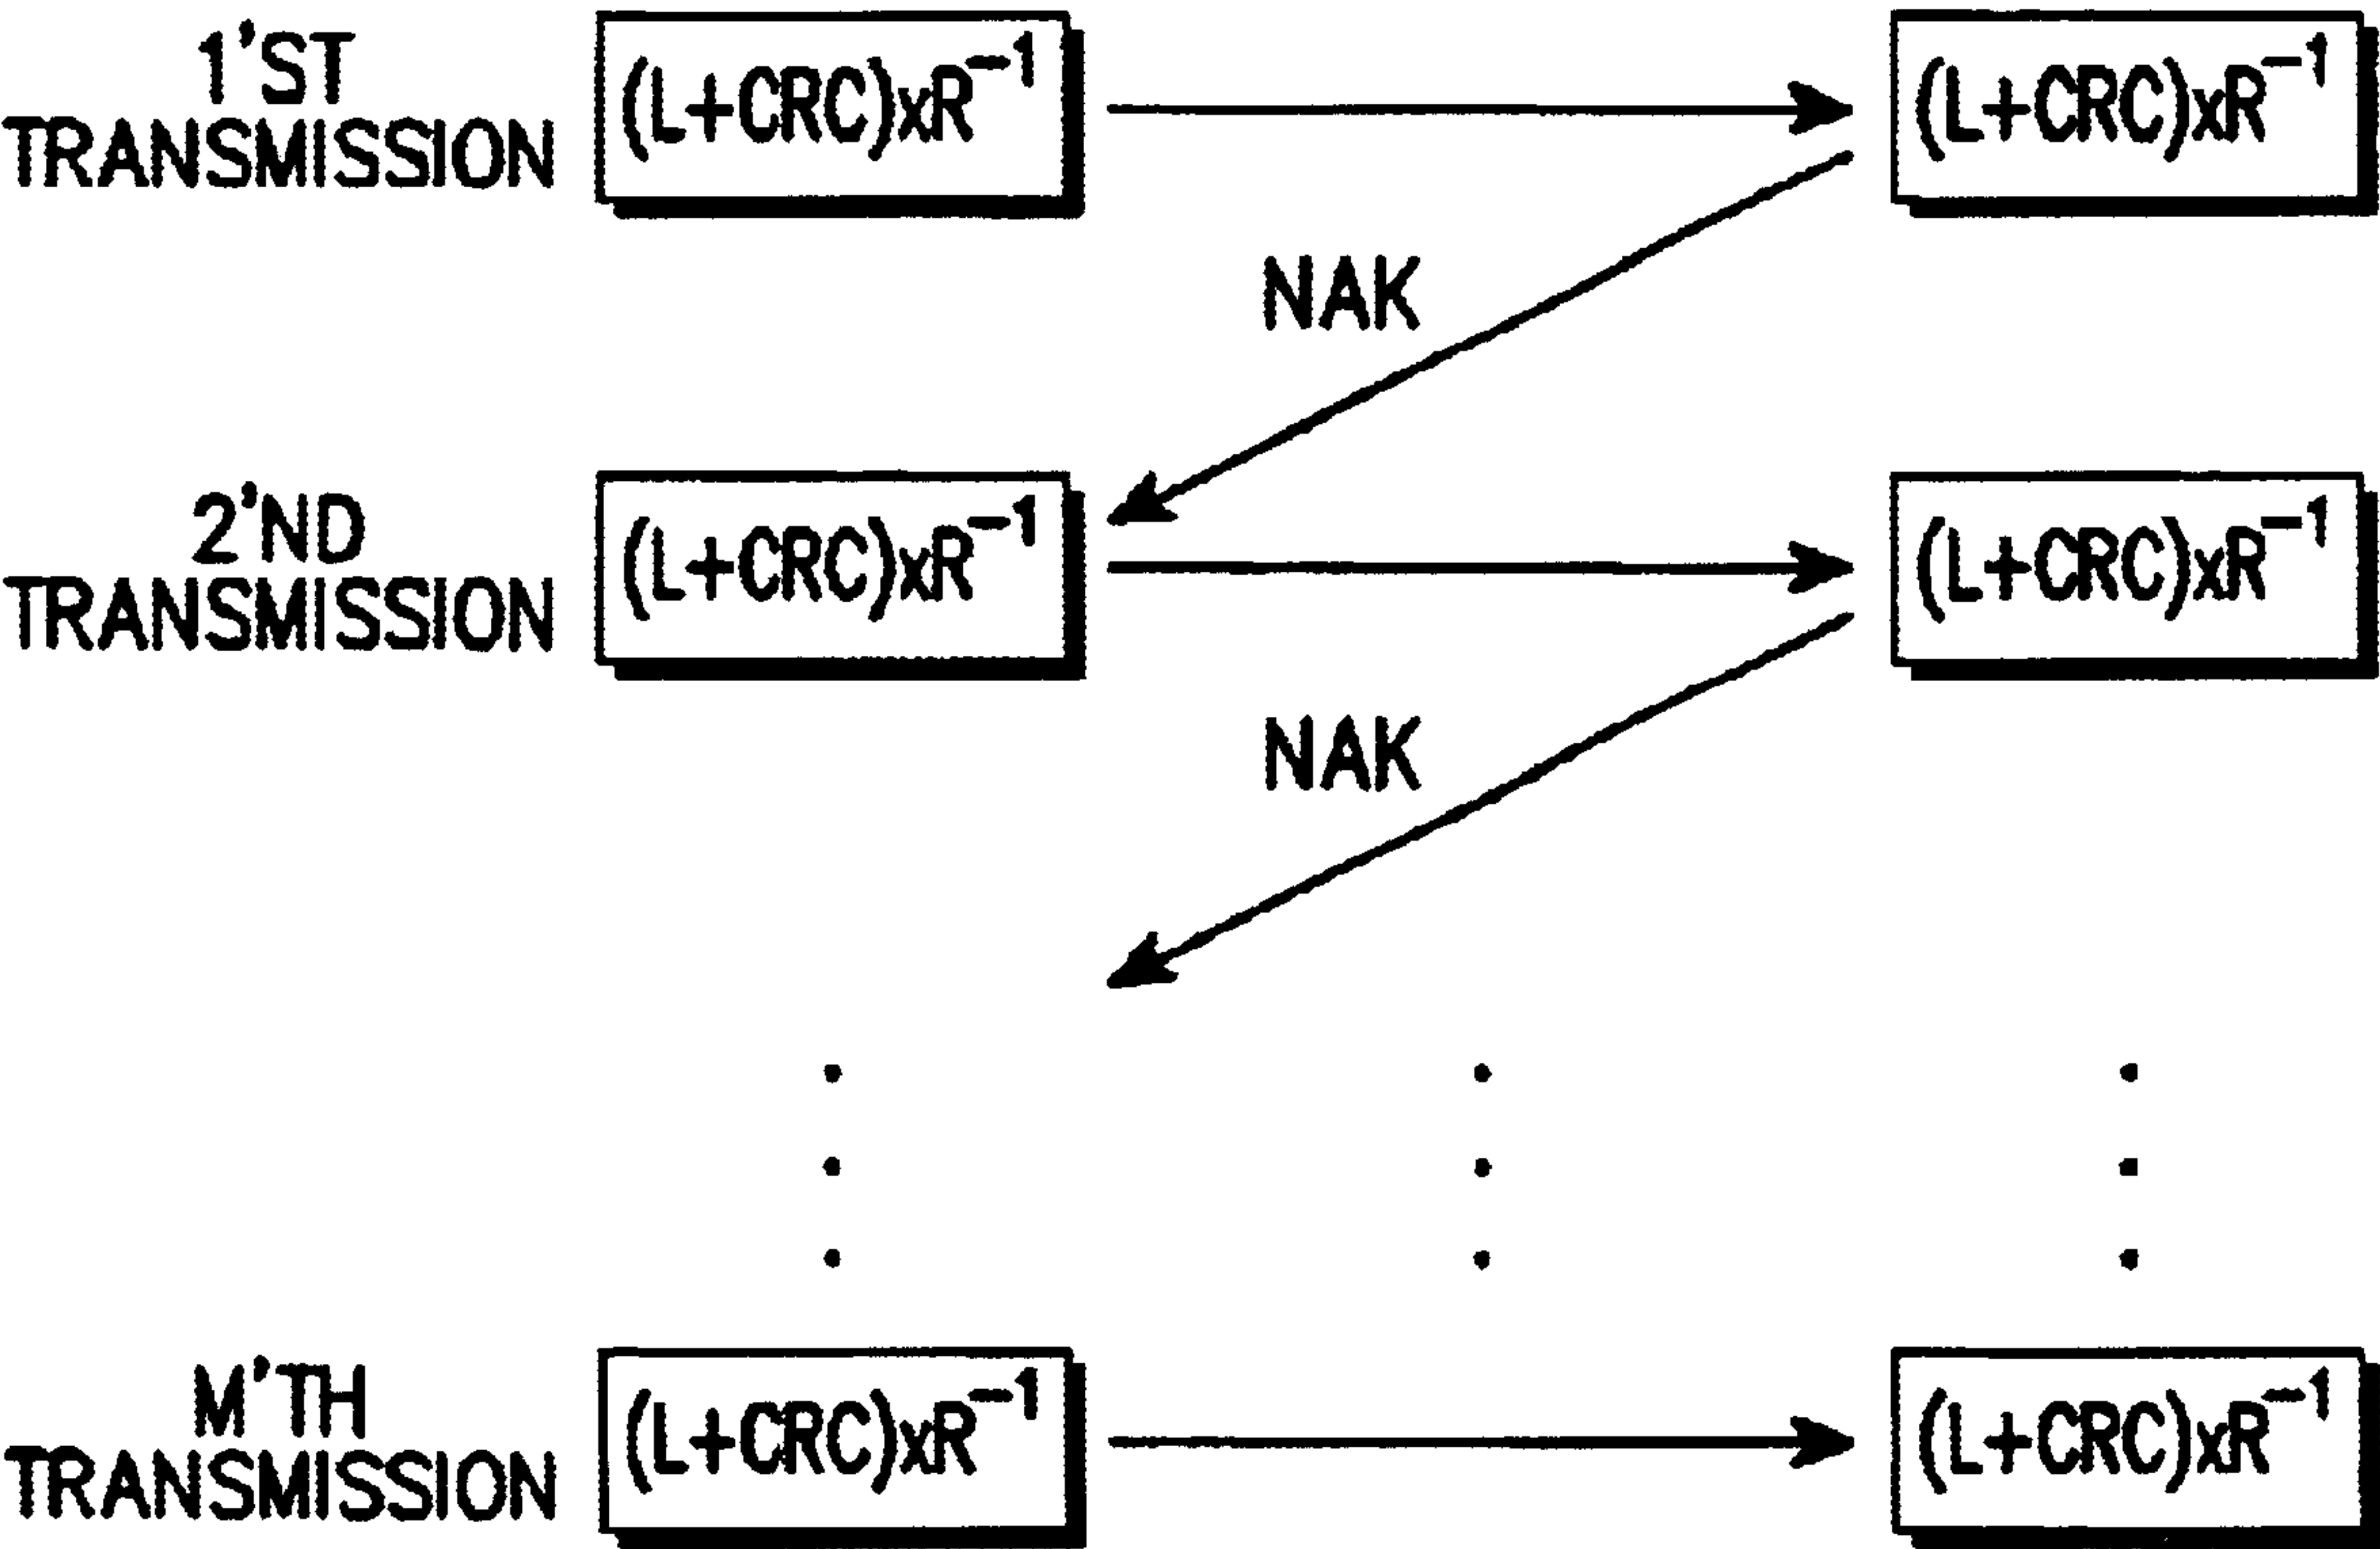 1'ST
TRANSMISSION
(L+CRC)xR⁻¹
(L+CRC)xR⁻¹
NAK
2'ND
TRANSMISSION
(L+CRC)xR⁻¹
(L+CRC)xR⁻¹
NAK
M'TH
TRANSMISSION
(L+CRC)xR⁻¹
(L+CRC)xR⁻¹